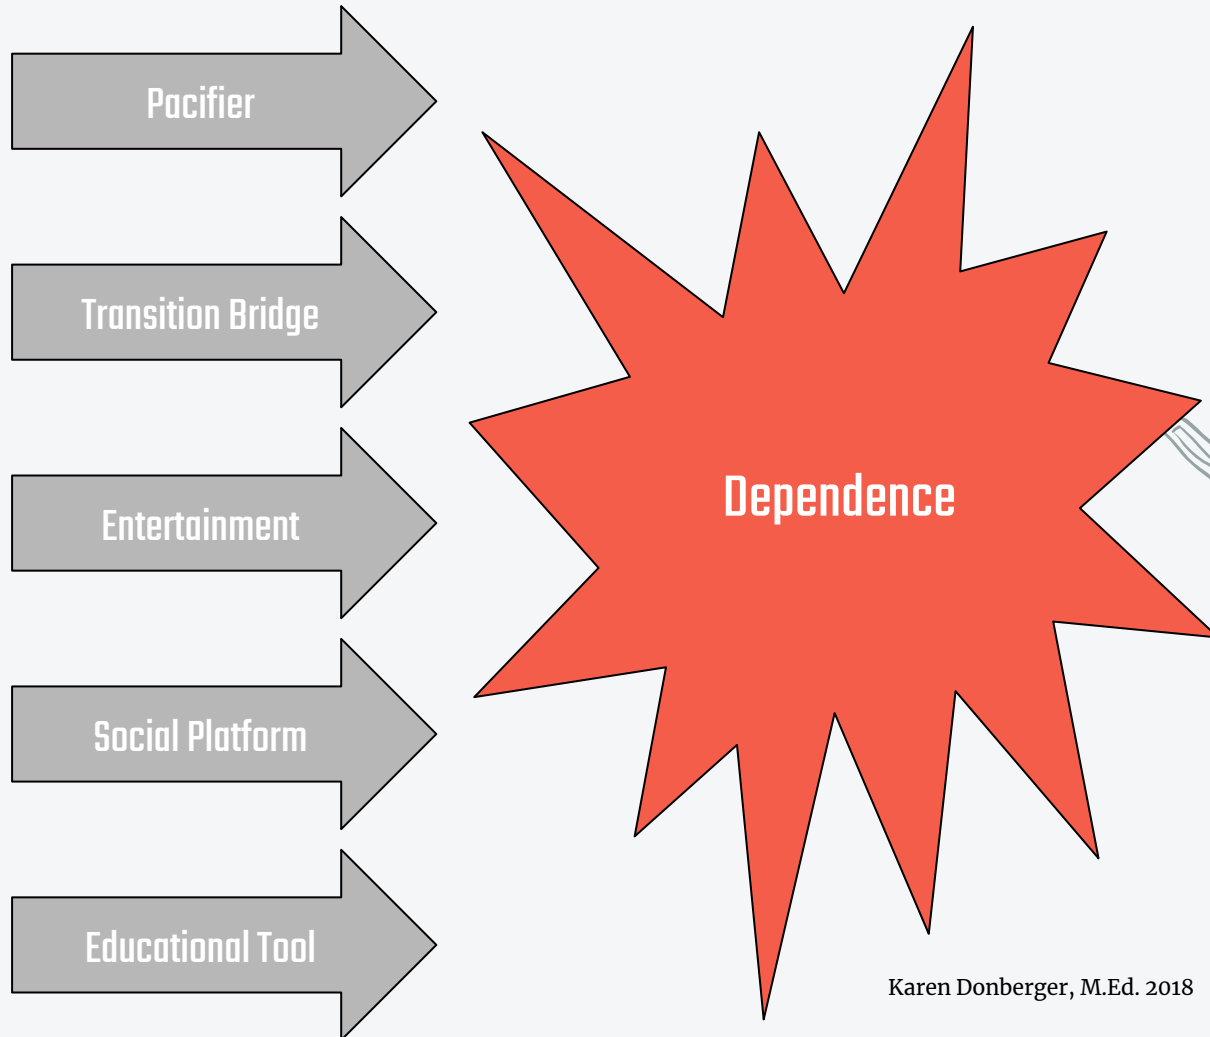 Pacifier
Transition Bridge
Entertainment
Social Platform
Educational Tool
Dependence
Karen Donberger, M.Ed. 2018